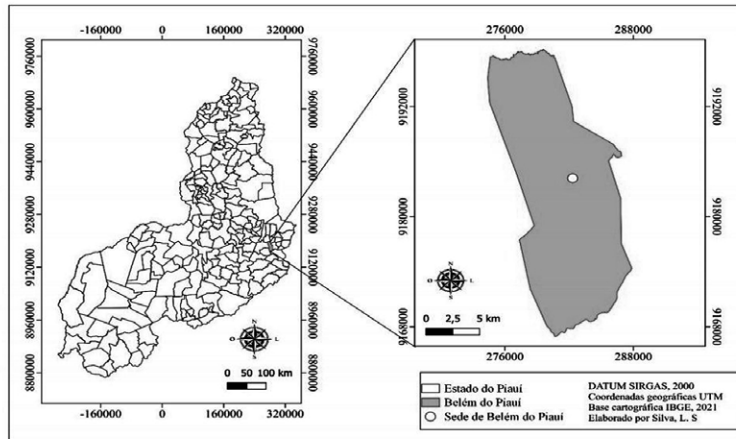 -160000 0 160000 320000
9760000 9600000 9440000 9280000 9120000 8960000 8800000
9760000 9600000 9440000 9280000 9120000 8960000 8800000
N
O L
S
0 50 100 km
-160000 0 160000 320000
276000 288000
9192000 9180000 9168000
9192000 9180000 9168000
N
O L
S
0 2,5 5 km
276000 288000
Estado do Piauí
Belém do Piauí
Sede de Belém do Piauí
DATUM SIRGAS, 2000
Coordenadas geográficas UTM
Base cartográfica IBGE, 2021
Elaborado por Silva, L. S